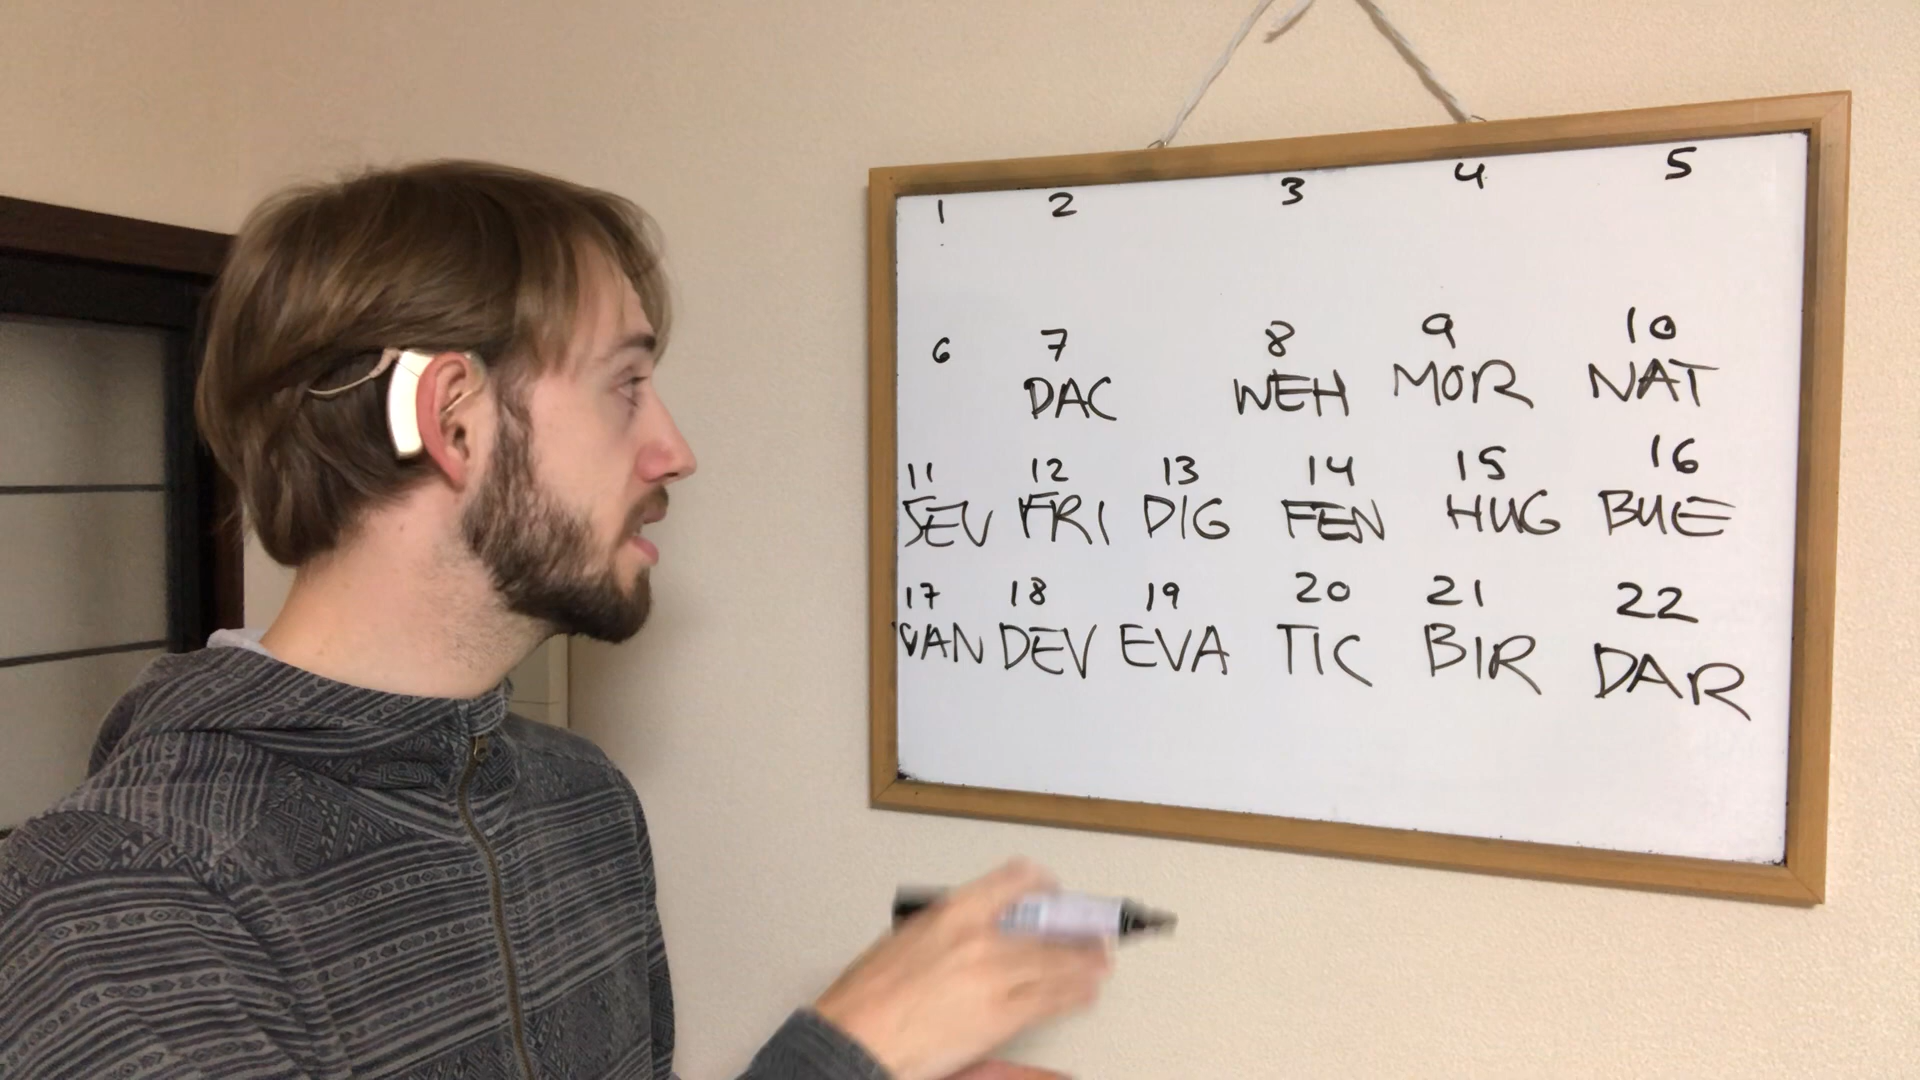 1 2 3 4 5
6 7 8 9 10
DAC WEH MOR NAT
11 12 13 14 15 16
SEV FRI DIG FEN HUG BUE
17 18 19 20 21 22
VAN DEV EVA TIC BIR DAR